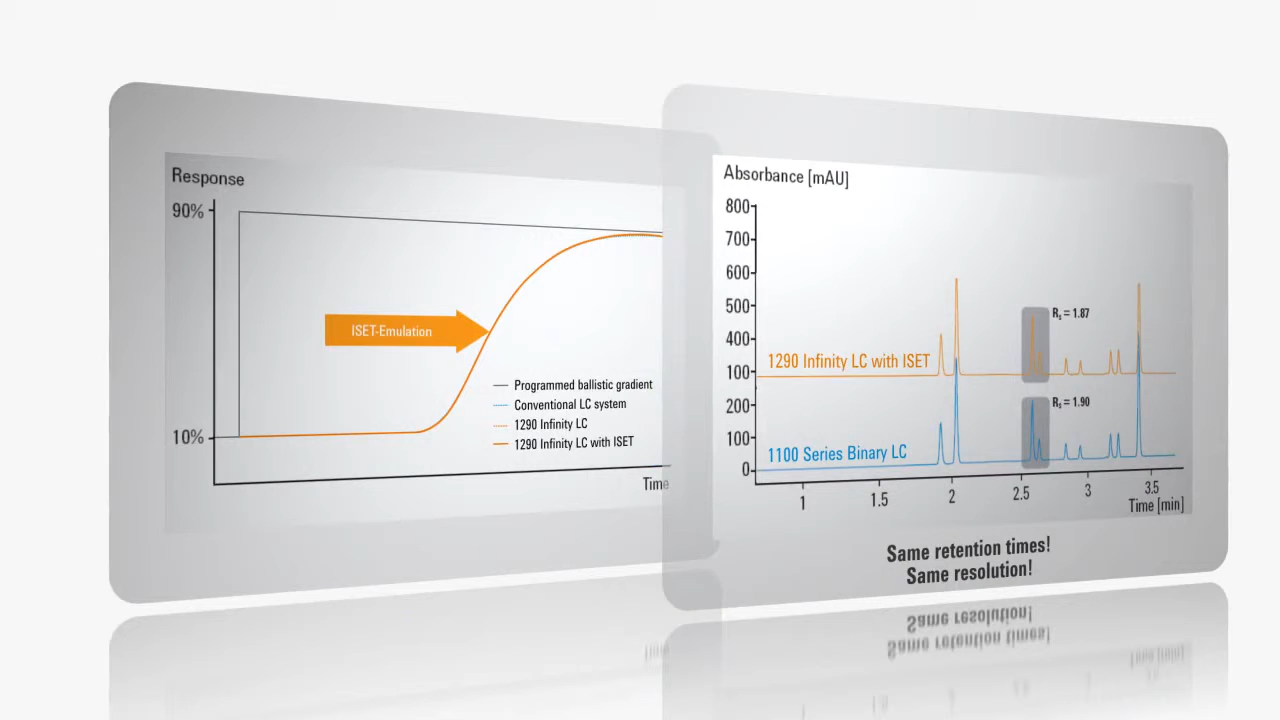 Response
90%
ISET-Emulation
Programmed ballistic gradient
Conventional LC system
1290 Infinity LC
1290 Infinity LC with ISET
10%
Time
Absorbance [mAU]
800
700
600
500
400
100
200
100
0
Rs = 1.87
1290 Infinity LC with ISET
Rs = 1.90
1100 Series Binary LC
1 1.5 2 2.5 3 3.5
Time [min]
Same retention times!
Same resolution!